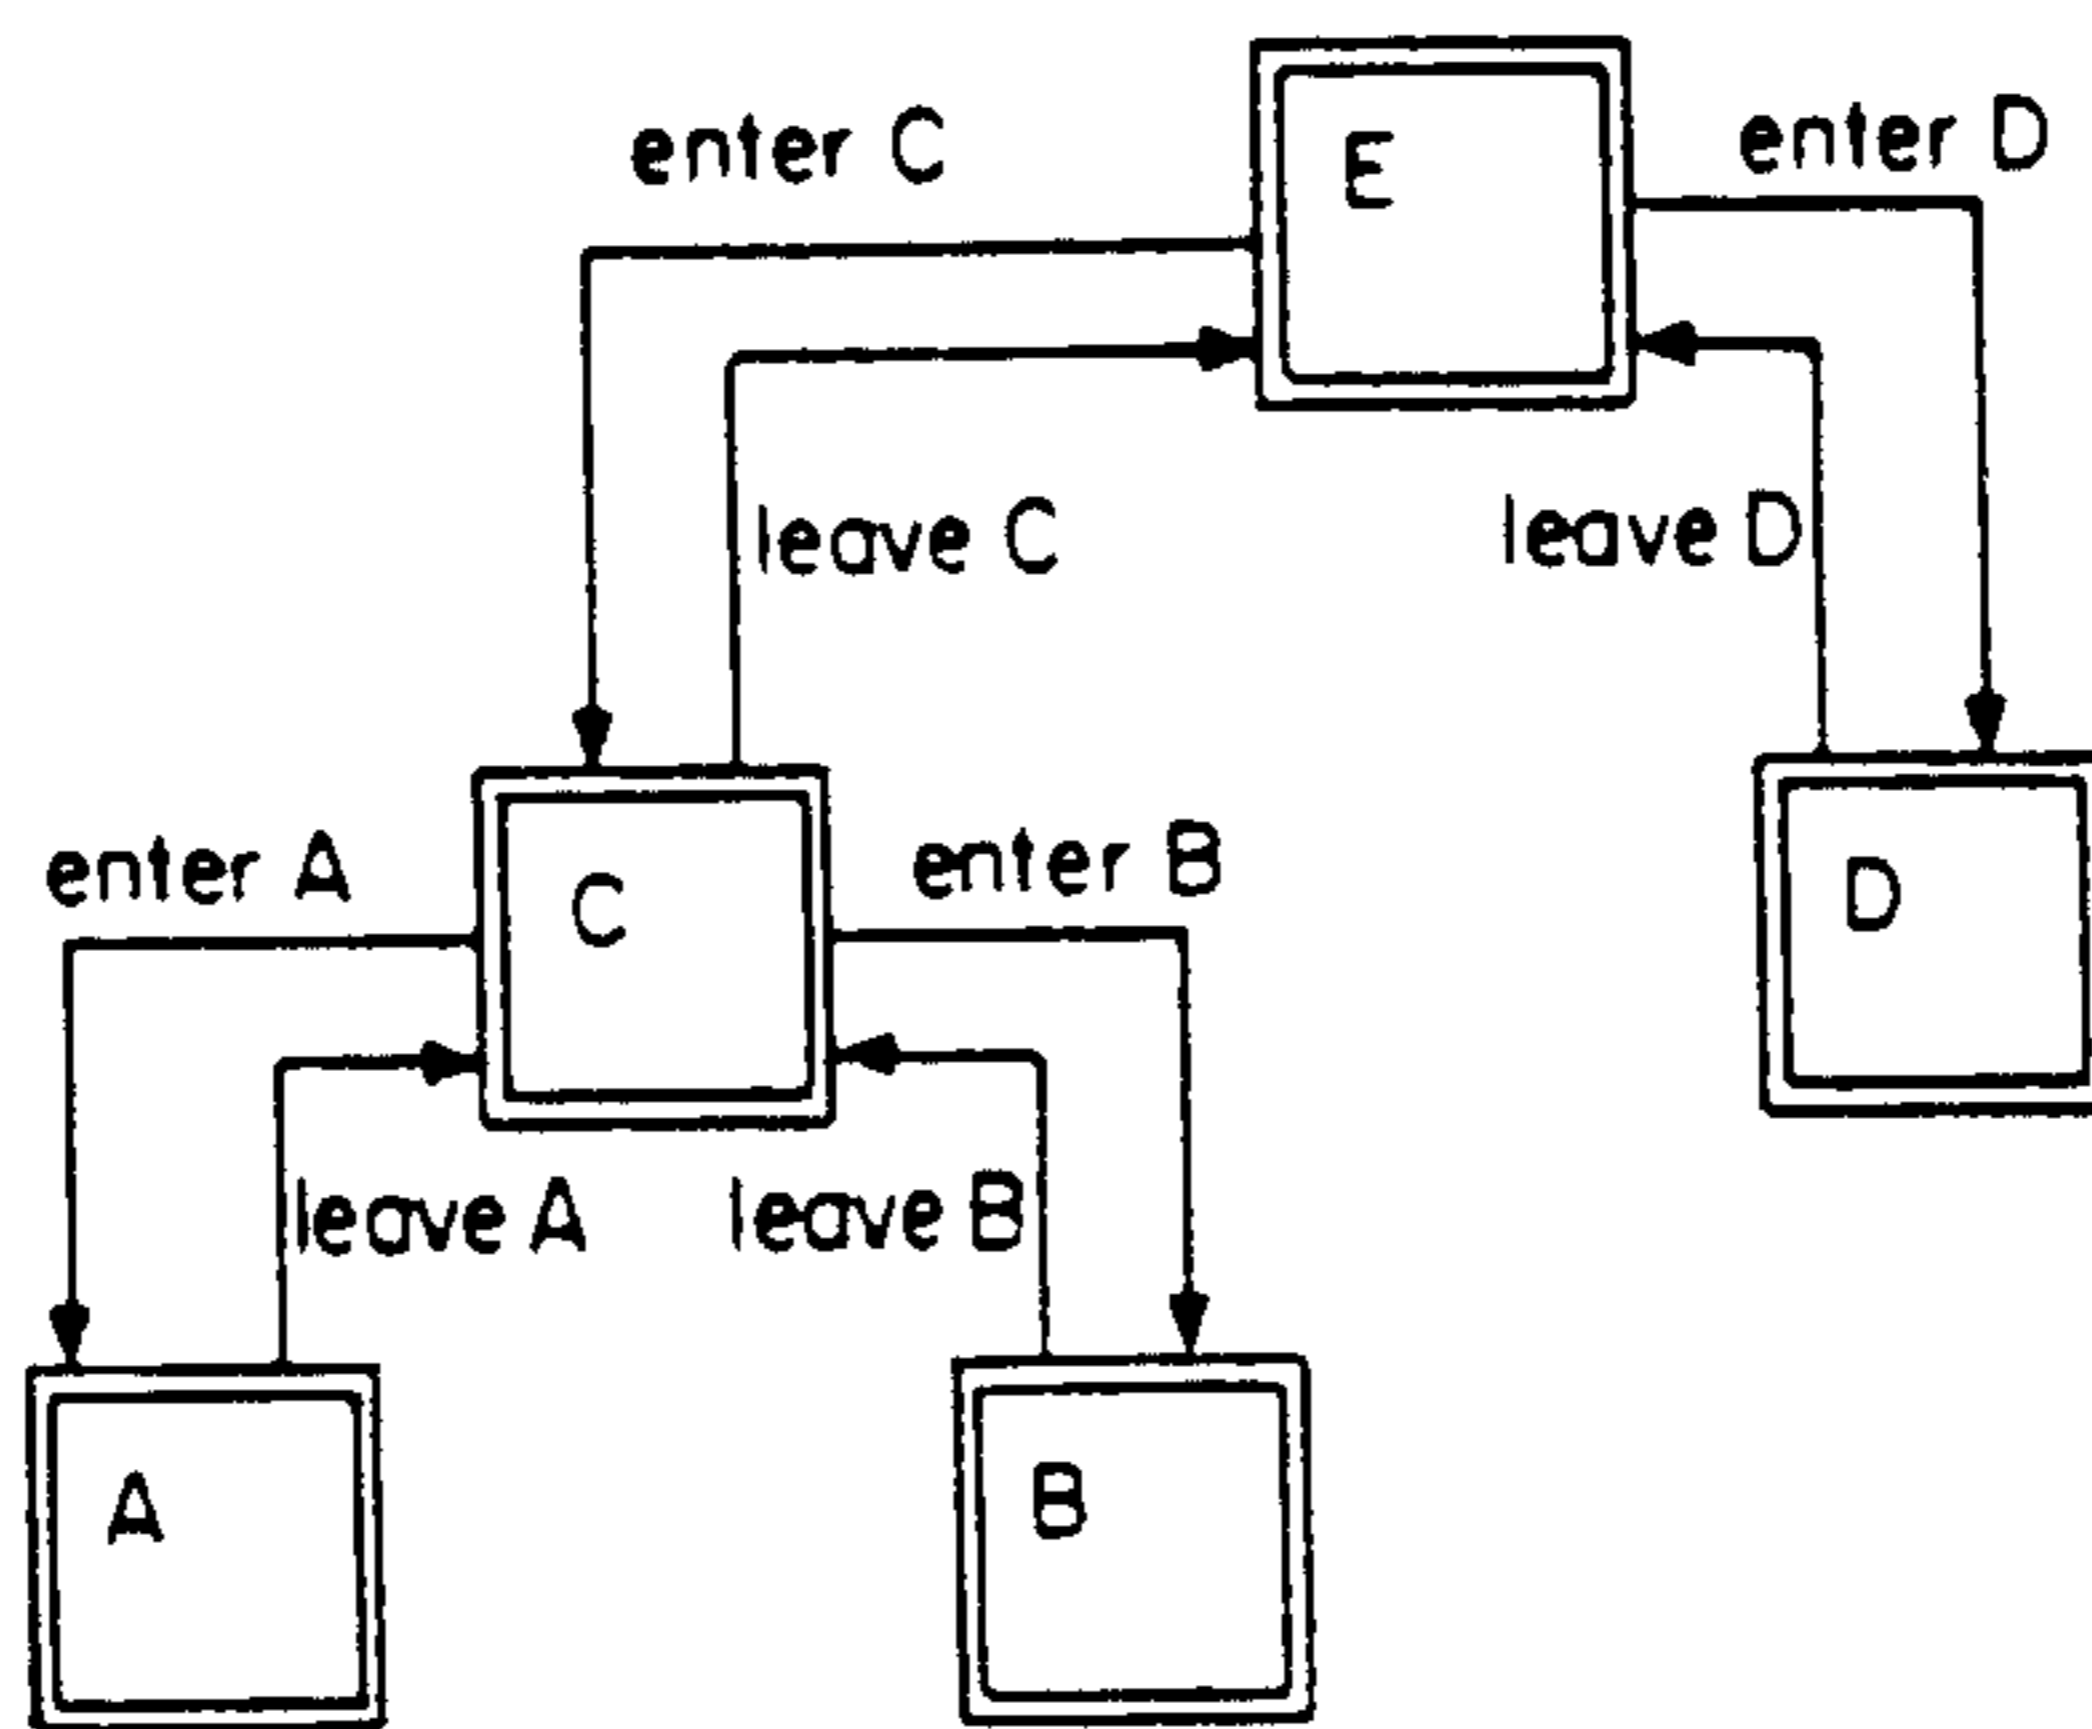 enter C
E
enter D
leave C
leave D
enter A
C
enter B
D
leave A
leave B
A
B